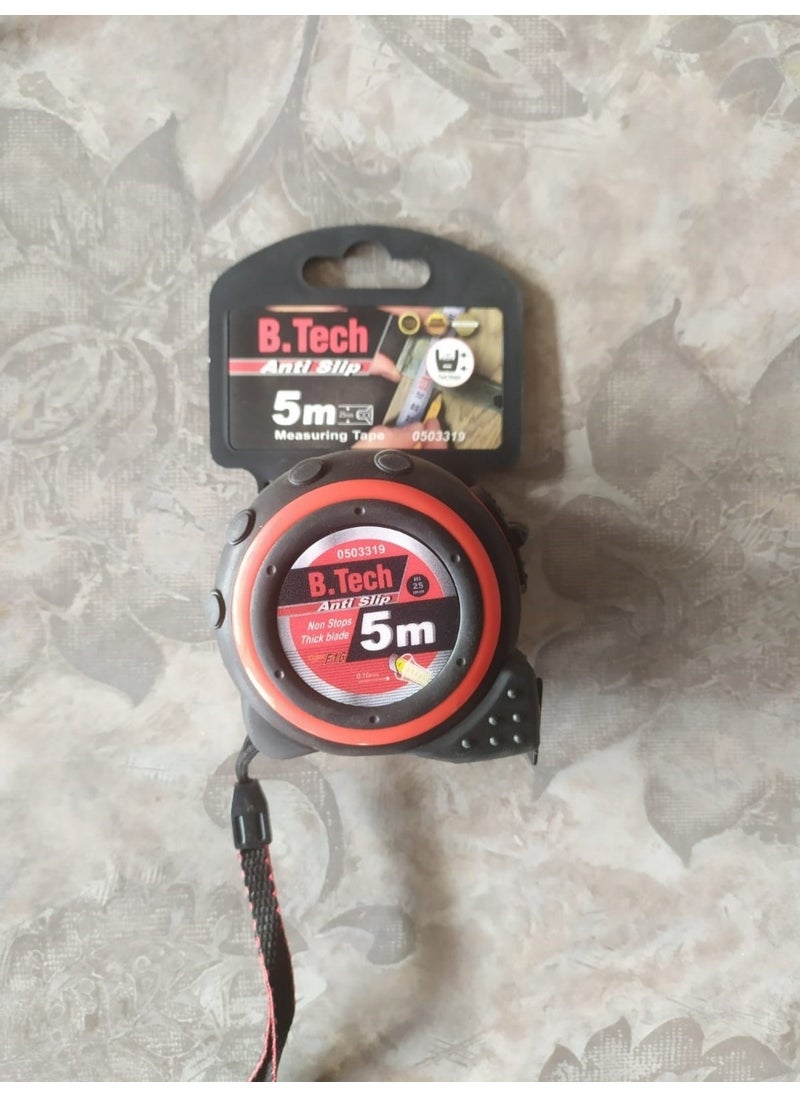 B.Tech
Anti Slip
5m
Measuring Tape 0503319
0503319
B.Tech
Anti Slip
25
Non Stops
Thick blade
5m